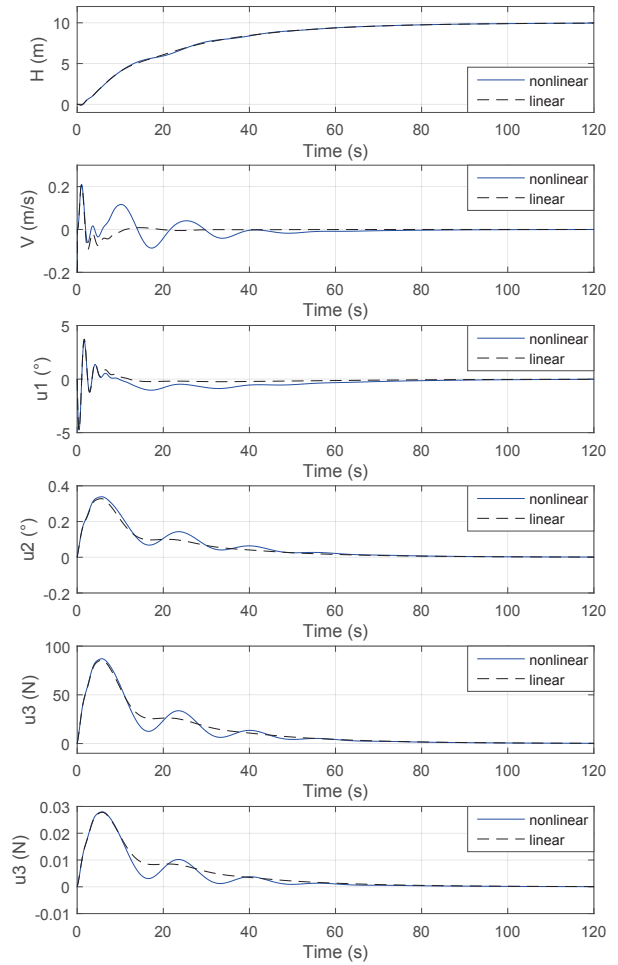 10
5
0
H (m)
nonlinear
linear
0 20 40 60 80 100 120
Time (s)
0.2
0
-0.2
V (m/s)
nonlinear
linear
0 20 40 60 80 100 120
Time (s)
5
0
-5
u1 (°)
nonlinear
linear
0 20 40 60 80 100 120
Time (s)
0.4
0.2
0
-0.2
u2 (°)
nonlinear
linear
0 20 40 60 80 100 120
Time (s)
100
50
0
u3 (N)
nonlinear
linear
0 20 40 60 80 100 120
Time (s)
0.03
0.02
0.01
0
-0.01
u3 (N)
nonlinear
linear
0 20 40 60 80 100 120
Time (s)